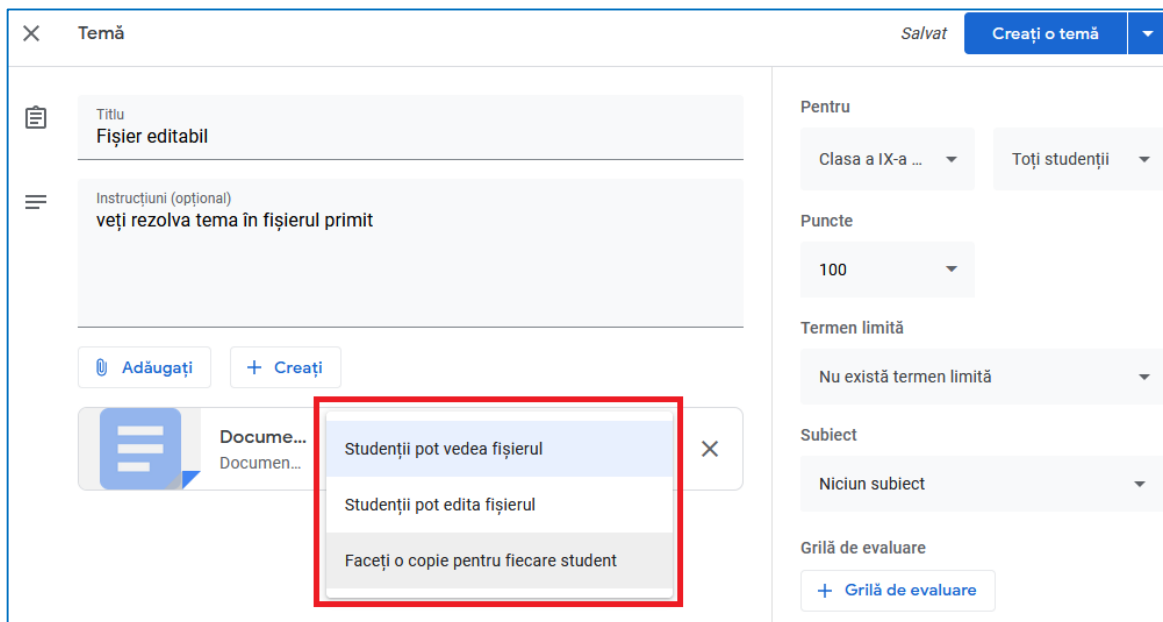 Temă
Salvat
Creați o temă
Titlu
Fișier editabil
Instrucțiuni (opțional)
veți rezolva tema în fișierul primit
Adăugați
+ Creați
Docume...
Documen...
Studenții pot vedea fișierul
Studenții pot edita fișierul
Faceți o copie pentru fiecare student
Pentru
Clasa a IX-a ...
Toți studenții
Puncte
100
Termen limită
Nu există termen limită
Subiect
Niciun subiect
Grilă de evaluare
+ Grilă de evaluare